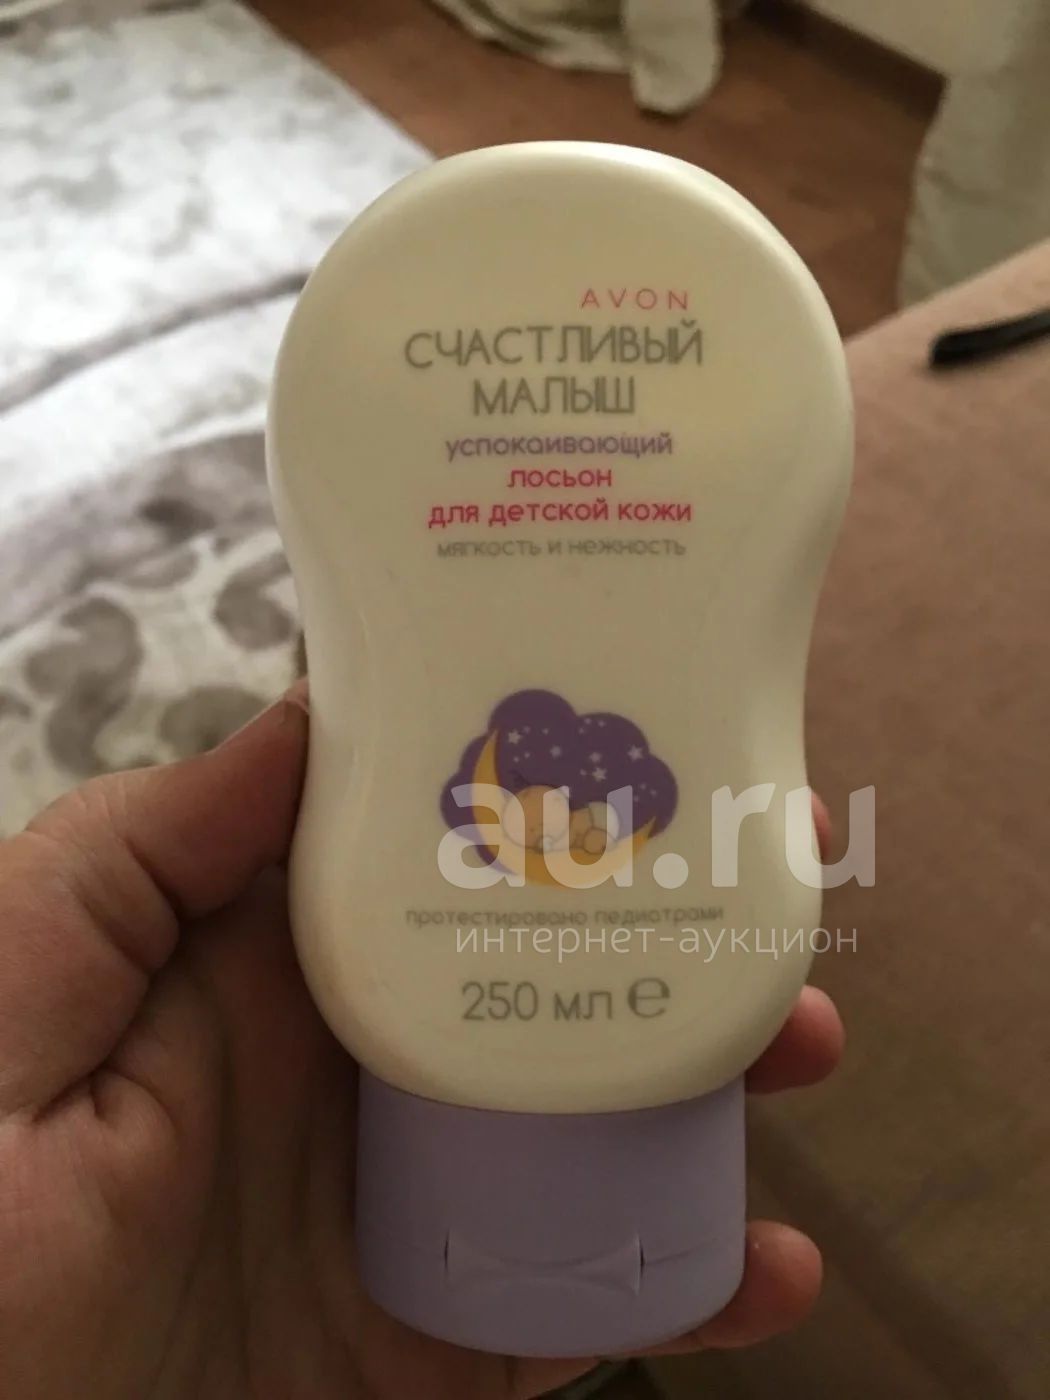 AVON
СЧАСТЛИВЫЙ
МАЛЫШ
успокаивающий
лосьон
для детской кожи
мягкость и нежность
au.ru
протестировано педиатрами
интернет-аукцион
250 мл ℮